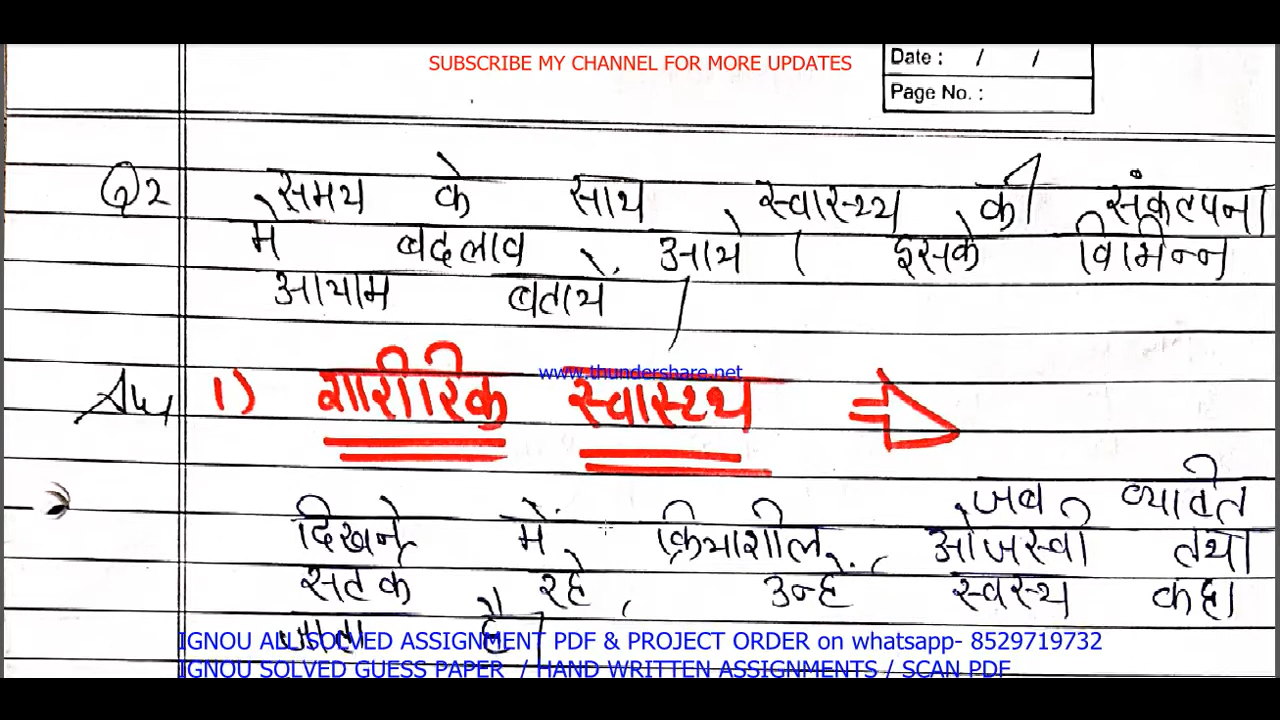 SUBSCRIBE MY CHANNEL FOR MORE UPDATES
Date : / /
Page No. :
Q2 समय के साथ स्वास्थ्य की संकल्पना
में बदलाव आये। इसके विभिन्न
आयाम बतायें।
www.thundershare.net
Ans 1) शारीरिक स्वास्थ्य ⇒
जब व्यक्ति
दिखने में क्रियाशील, ओजस्वी तथा
सतर्क रहे, उन्हें स्वस्थ कहा
जाता है।
IGNOU ALL SOLVED ASSIGNMENT PDF & PROJECT ORDER on whatsapp- 8529719732
IGNOU SOLVED GUESS PAPER / HAND WRITTEN ASSIGNMENTS / SCAN PDF